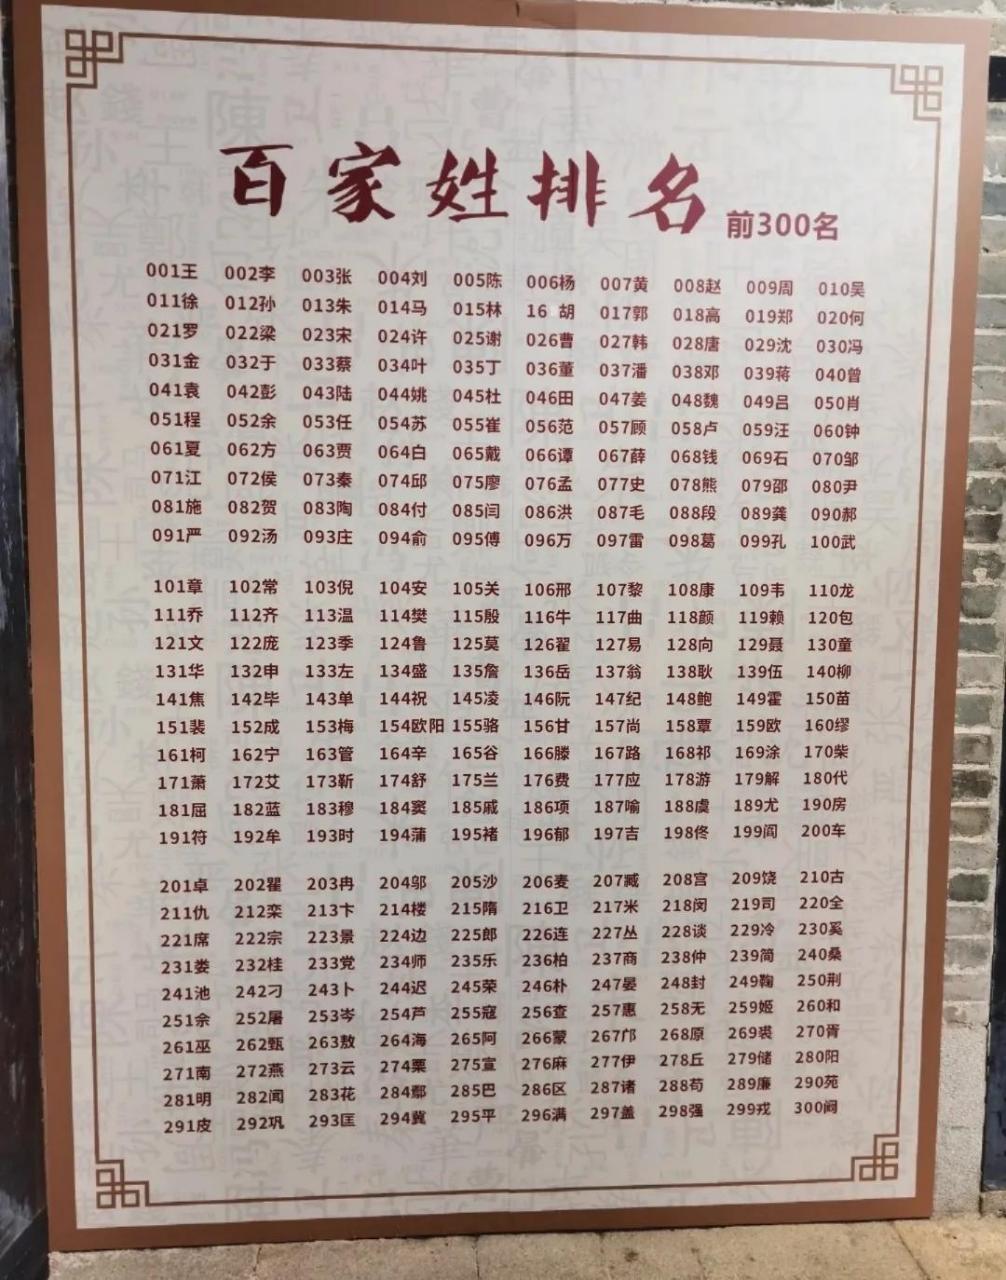 百家姓排名 前300名
001王 002李 003张 004刘 005陈 006杨 007黄 008赵 009周 010吴
011徐 012孙 013朱 014马 015林 16 胡 017郭 018高 019郑 020何
021罗 022梁 023宋 024许 025谢 026曹 027韩 028唐 029沈 030冯
031金 032于 033蔡 034叶 035丁 036董 037潘 038邓 039蒋 040曾
041袁 042彭 043陆 044姚 045杜 046田 047姜 048魏 049吕 050肖
051程 052余 053任 054苏 055崔 056范 057顾 058卢 059汪 060钟
061夏 062方 063贾 064白 065戴 066谭 067薛 068钱 069石 070邹
071江 072侯 073秦 074邱 075廖 076孟 077史 078熊 079邵 080尹
081施 082贺 083陶 084付 085闫 086洪 087毛 088段 089龚 090郝
091严 092汤 093庄 094俞 095傅 096万 097雷 098葛 099孔 100武
101章 102常 103倪 104安 105关 106邢 107黎 108康 109韦 110龙
111乔 112齐 113温 114樊 115殷 116牛 117曲 118颜 119赖 120包
121文 122庞 123季 124鲁 125莫 126翟 127易 128向 129聂 130童
131华 132申 133左 134盛 135詹 136岳 137翁 138耿 139伍 140柳
141焦 142毕 143单 144祝 145凌 146阮 147纪 148鲍 149霍 150苗
151裴 152成 153梅 154欧阳 155骆 156甘 157尚 158覃 159欧 160缪
161柯 162宁 163管 164辛 165谷 166滕 167路 168祁 169涂 170柴
171萧 172艾 173靳 174舒 175兰 176费 177应 178游 179解 180代
181屈 182蓝 183穆 184窦 185戚 186项 187喻 188虞 189尤 190房
191符 192牟 193时 194蒲 195褚 196郁 197吉 198佟 199阎 200车
201卓 202瞿 203冉 204邬 205沙 206麦 207臧 208宫 209饶 210古
211仇 212栾 213卞 214楼 215隋 216卫 217米 218闵 219司 220全
221席 222宗 223景 224边 225郎 226连 227丛 228谈 229冷 230奚
231娄 232桂 233党 234师 235乐 236柏 237商 238仲 239简 240桑
241池 242刁 243卜 244迟 245荣 246朴 247晏 248封 249鞠 250荆
251佘 252屠 253岑 254芦 255寇 256查 257惠 258无 259姬 260和
261巫 262甄 263敖 264海 265阿 266蒙 267邝 268原 269裘 270胥
271南 272燕 273云 274栗 275宣 276麻 277伊 278丘 279储 280阳
281明 282闻 283花 284鄢 285巴 286区 287诸 288苟 289廉 290苑
291皮 292巩 293匡 294冀 295平 296满 297盖 298强 299戎 300阙